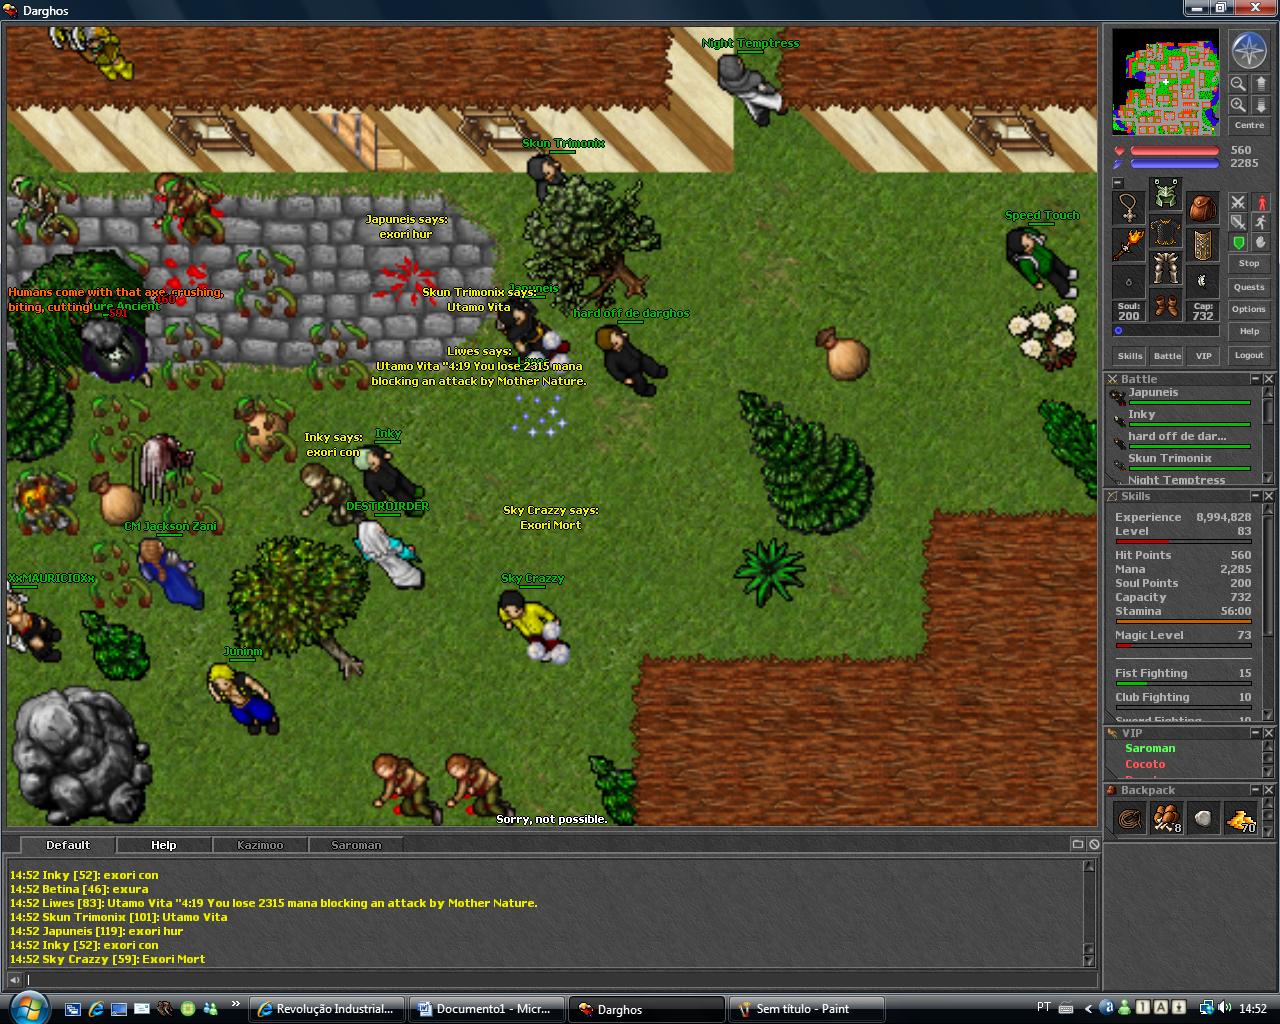 Darghos
Night Temptress
Skun Trimonix
Japuneis says:
exori hur
Speed Touch
Humans come with that axe, crushing,
biting, cutting!
ure Ancient
591
Skun Trimonix says:
Utamo Vita
Japuneis
hard off de darghos
Liwes says:
Utamo Vita "4:19 You lose 2315 mana
blocking an attack by Mother Nature.
Inky says:
exori con
Inky
DESTROIRDER
Sky Crazzy says:
Exori Mort
CM Jackson Zani
XxMAURICIOXx
Sky Crazzy
Juninm
Sorry, not possible.
Centre
560
2285
Stop
Quests
Options
Help
Soul:
200
Cap:
732
Skills
Battle
VIP
Logout
Battle
Japuneis
Inky
hard off de dar...
Skun Trimonix
Night Temptress
Skills
Experience 8,994,828
Level 83
Hit Points 560
Mana 2,285
Soul Points 200
Capacity 732
Stamina 56:00
Magic Level 73
Fist Fighting 15
Club Fighting 10
Sword Fighting 10
VIP
Saroman
Cocoto
Backpack
8
70
Default
Help
Kazimoo
Saroman
14:52 Inky [52]: exori con
14:52 Betina [46]: exura
14:52 Liwes [83]: Utamo Vita "4:19 You lose 2315 mana blocking an attack by Mother Nature.
14:52 Skun Trimonix [101]: Utamo Vita
14:52 Japuneis [119]: exori hur
14:52 Inky [52]: exori con
14:52 Sky Crazzy [59]: Exori Mort
Revolução Industrial...
Documento1 - Micr...
Darghos
Sem título - Paint
PT
14:52